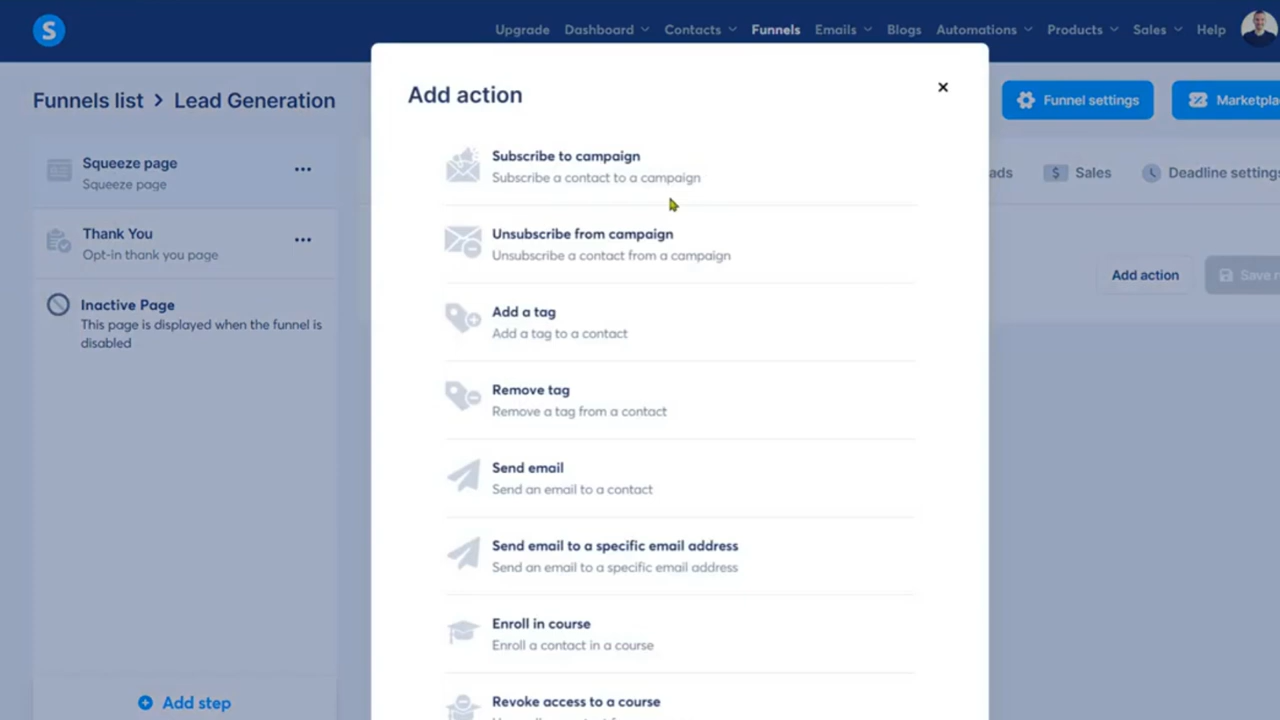 S
Upgrade Dashboard Contacts Funnels Emails Blogs Automations Products Sales Help
Funnels list > Lead Generation
Funnel settings
Squeeze page
Squeeze page
Thank You
Opt-in thank you page
Inactive Page
This page is displayed when the funnel is
disabled
Add step
Add action
Subscribe to campaign
Subscribe a contact to a campaign
Unsubscribe from campaign
Unsubscribe a contact from a campaign
Add a tag
Add a tag to a contact
Remove tag
Remove a tag from a contact
Send email
Send an email to a contact
Send email to a specific email address
Send an email to a specific email address
Enroll in course
Enroll a contact in a course
Revoke access to a course
Sales Deadline settings
Add action Save